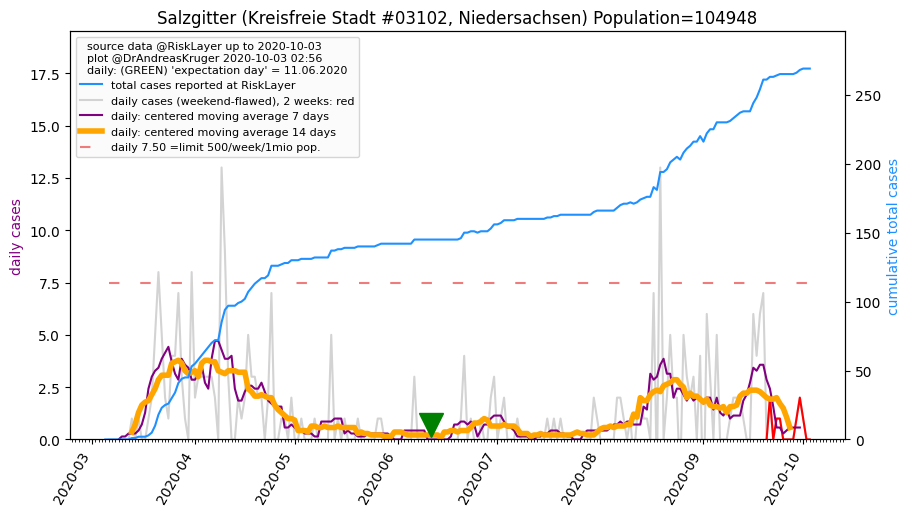 Salzgitter (Kreisfreie Stadt #03102, Niedersachsen) Population=104948
source data @RiskLayer up to 2020-10-03
plot @DrAndreasKruger 2020-10-03 02:56
daily: (GREEN) 'expectation day' = 11.06.2020
total cases reported at RiskLayer
daily cases (weekend-flawed), 2 weeks: red
daily: centered moving average 7 days
daily: centered moving average 14 days
daily 7.50 =limit 500/week/1mio pop.
daily cases
17.5
15.0
12.5
10.0
7.5
5.0
2.5
0.0
cumulative total cases
250
200
150
100
50
0
2020-03
2020-04
2020-05
2020-06
2020-07
2020-08
2020-09
2020-10